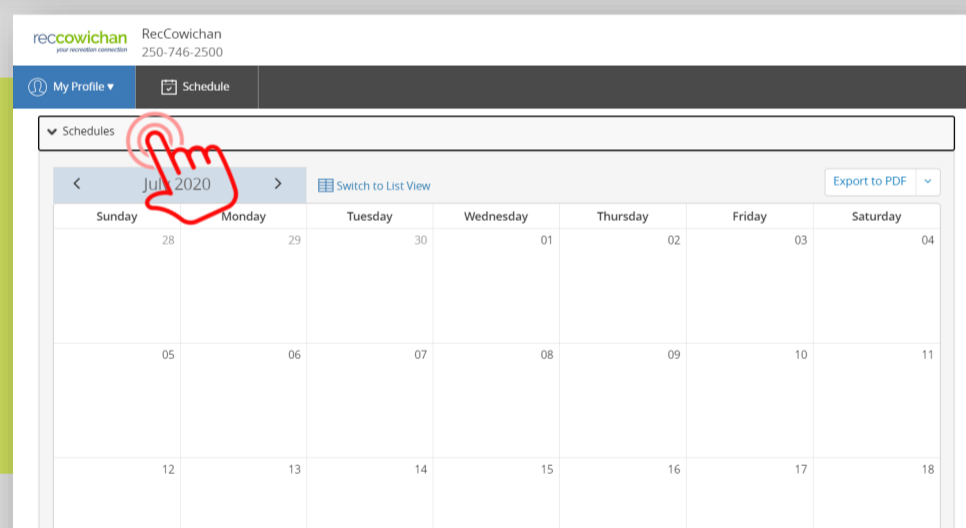 reccowichan
your recreation connection
RecCowichan
250-746-2500
My Profile ▾ Schedule
Schedules
July 2020 Switch to List View Export to PDF
Sunday Monday Tuesday Wednesday Thursday Friday Saturday
28 29 30 01 02 03 04
05 06 07 08 09 10 11
12 13 14 15 16 17 18